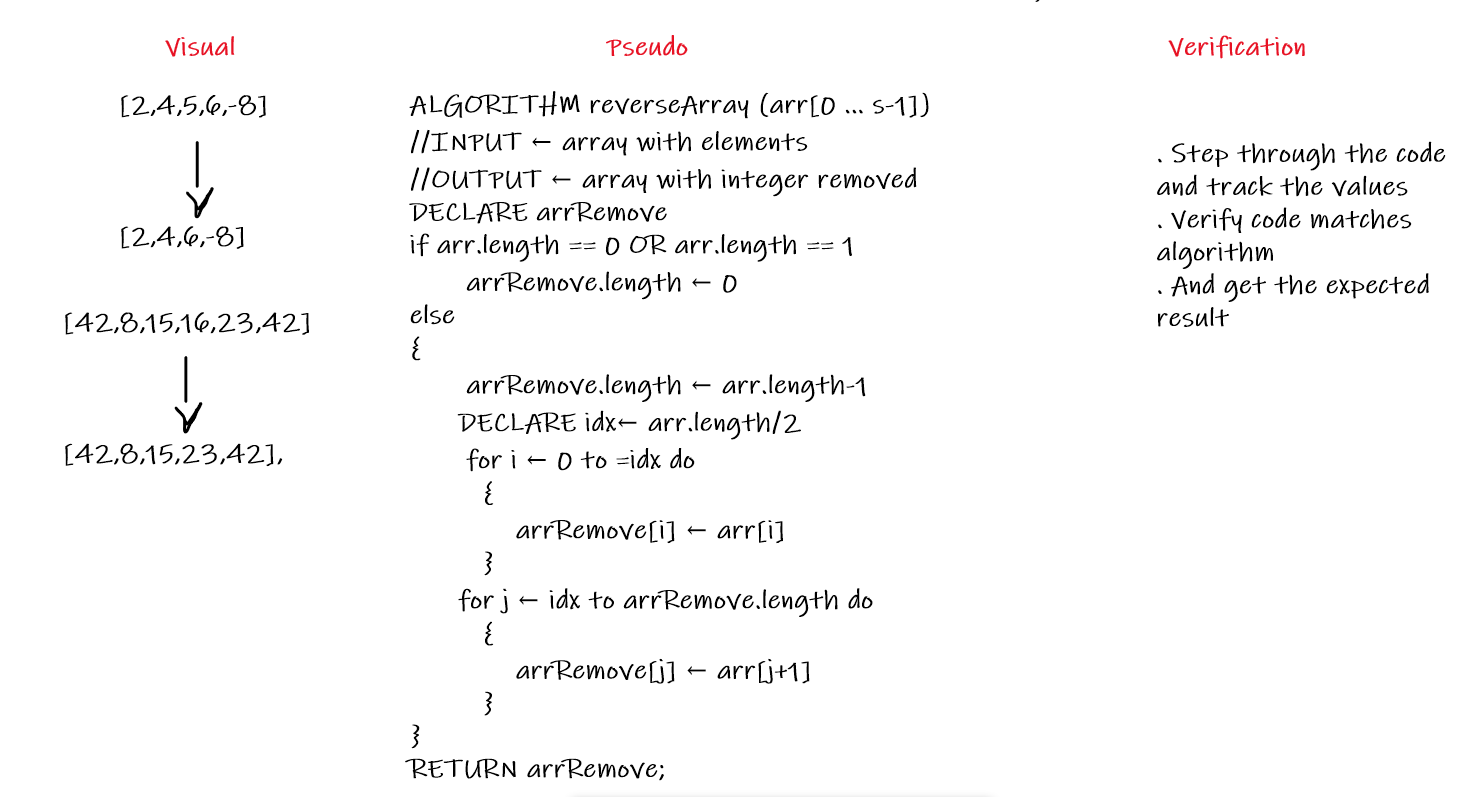 Visual
[2,4,5,6,-8]
[2,4,6,-8]
[42,8,15,16,23,42]
[42,8,15,23,42],
Pseudo
ALGORITHM reverseArray (arr[0 ... s-1])
//INPUT ← array with elements
//OUTPUT ← array with integer removed
DECLARE arrRemove
if arr.length == 0 OR arr.length == 1
arrRemove.length ← 0
else
{
arrRemove.length ← arr.length-1
DECLARE idx← arr.length/2
for i ← 0 to =idx do
{
arrRemove[i] ← arr[i]
}
for j ← idx to arrRemove.length do
{
arrRemove[j] ← arr[j+1]
}
}
RETURN arrRemove;
Verification
. Step through the code
and track the values
. Verify code matches
algorithm
. And get the expected
result